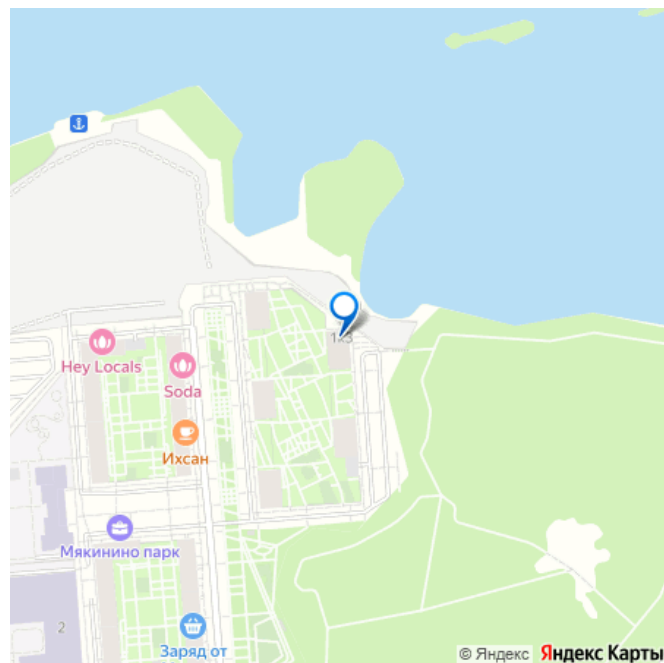 Hey Locals
Soda
Ихсан
Мякинино парк
2
Заряд от
© Яндекс Яндекс Карты